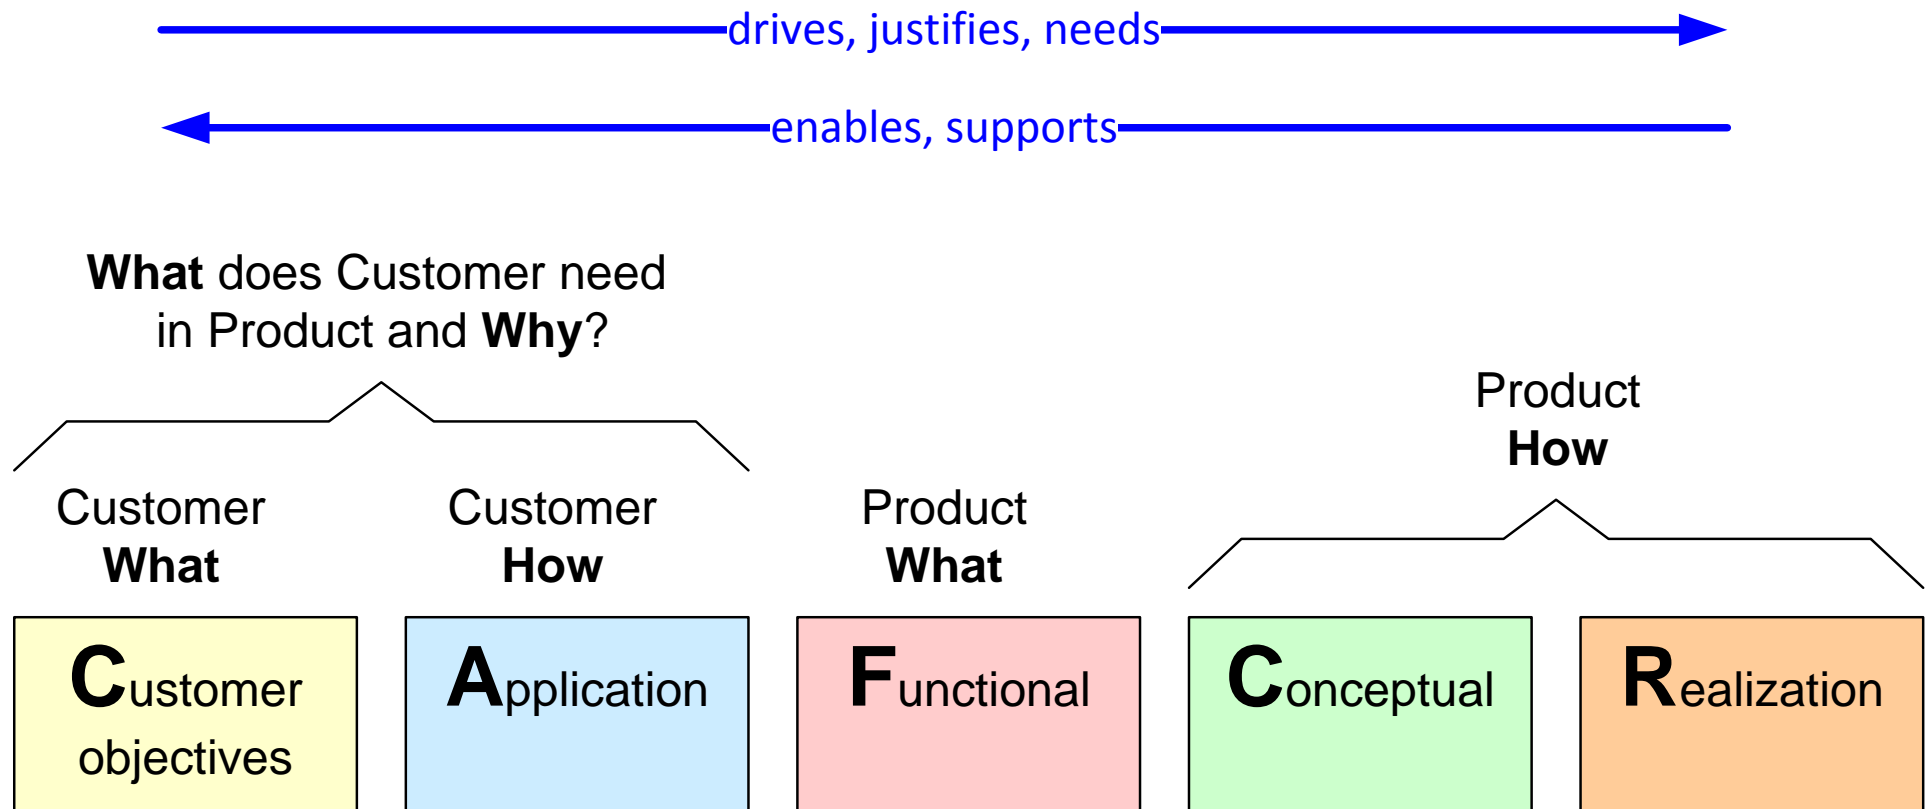 drives, justifies, needs
enables, supports
What does Customer need
in Product and Why?
Product
How
Customer
What
Customer
How
Product
What
Customer
objectives
Application
Functional
Conceptual
Realization